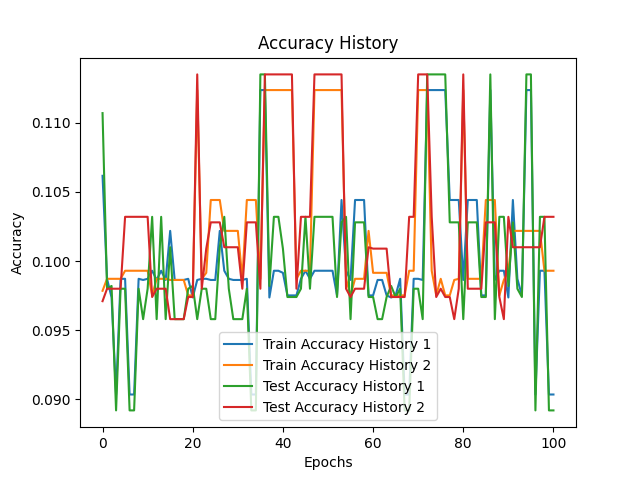 Accuracy History
Accuracy
0.110
0.105
0.100
0.095
0.090
Train Accuracy History 1
Train Accuracy History 2
Test Accuracy History 1
Test Accuracy History 2
0 20 40 60 80 100
Epochs